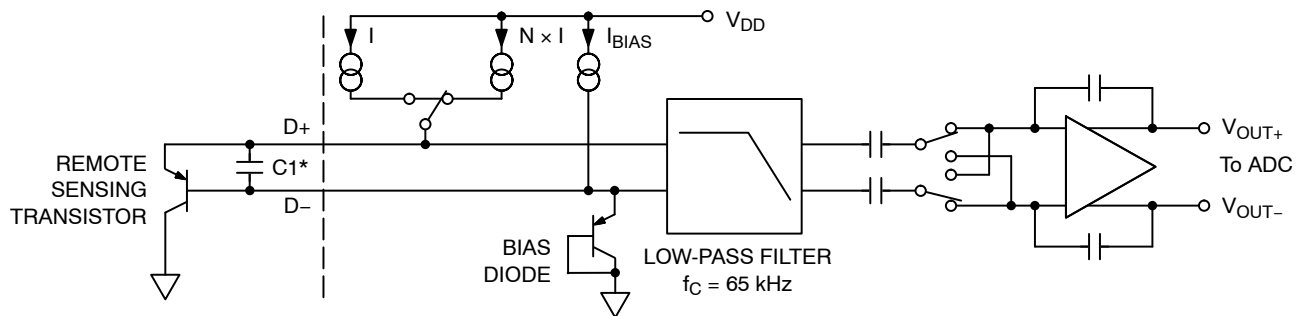 I
N × I
I_BIAS
V_DD
D+
C1*
D−
REMOTE
SENSING
TRANSISTOR
BIAS
DIODE
LOW-PASS FILTER
f_C = 65 kHz
V_OUT+
To ADC
V_OUT−